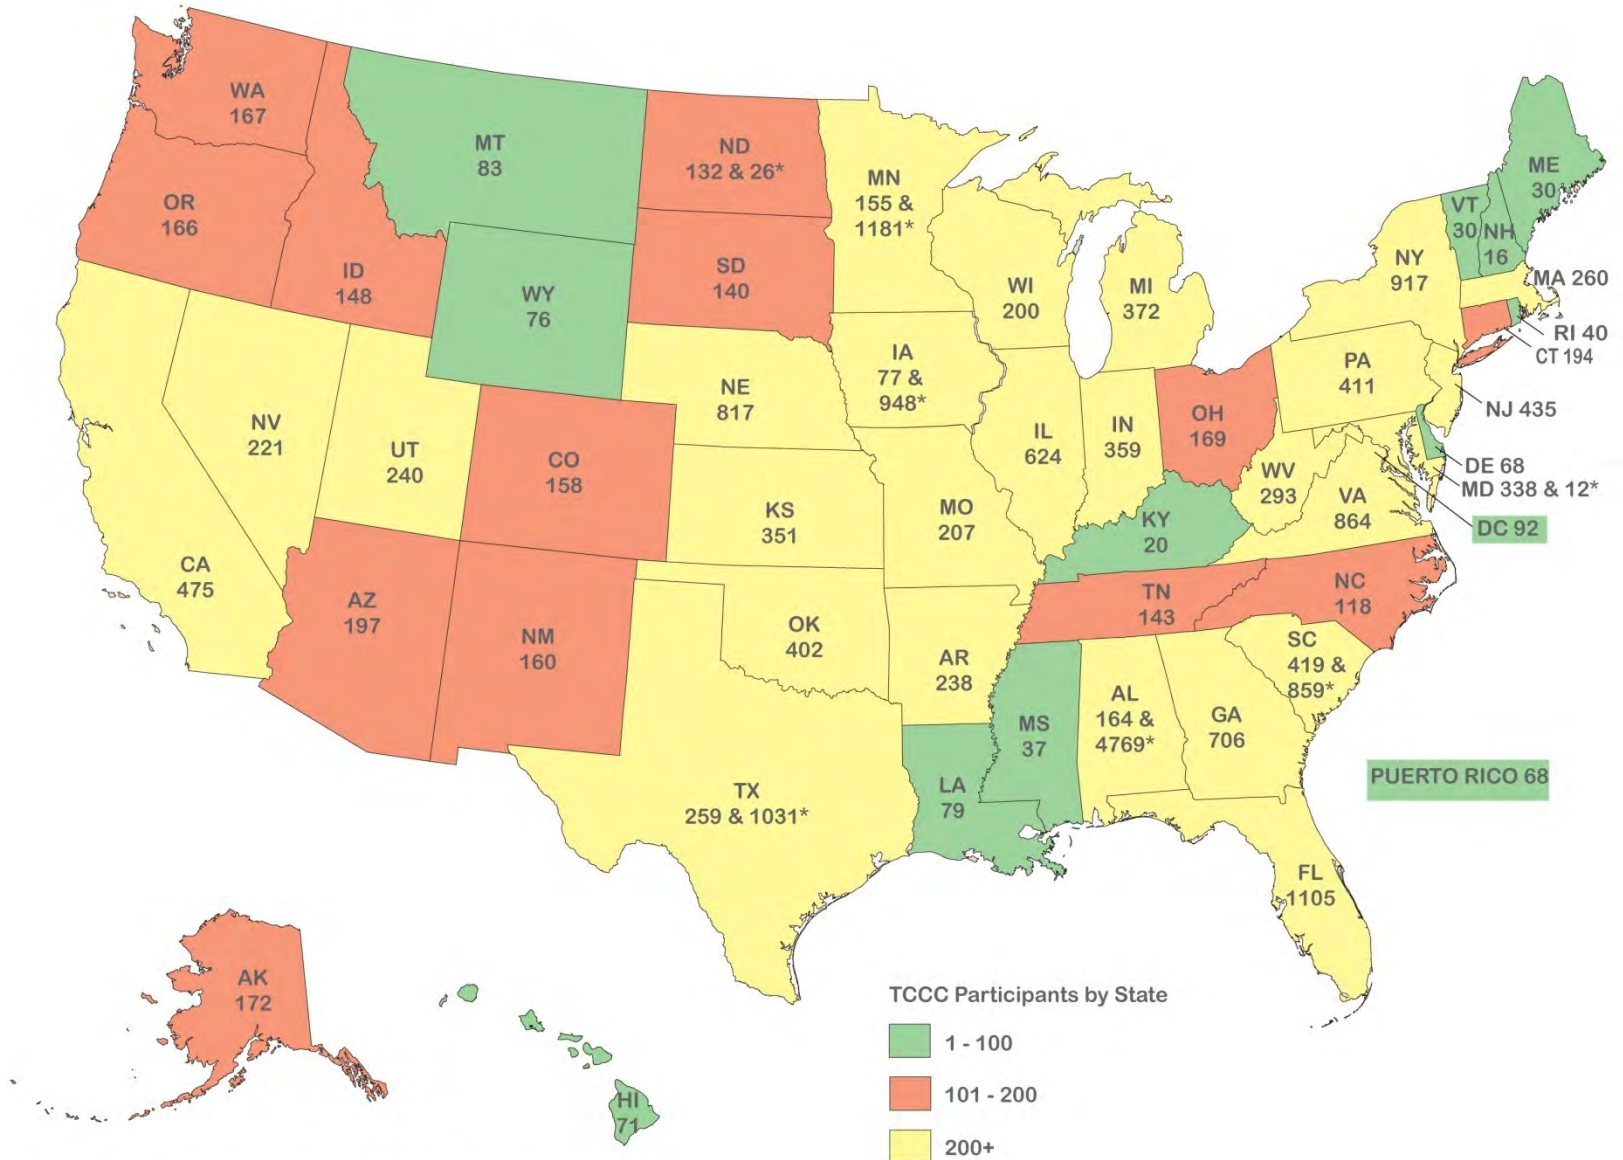 WA
167
MT
83
ND
132 & 26*
MN
155 &
1181*
ME
30
VT
30
NH
16
OR
166
ID
148
WY
76
SD
140
WI
200
MI
372
NY
917
MA 260
RI 40
CT 194
IA
77 &
948*
NE
817
PA
411
NJ 435
NV
221
UT
240
CO
158
IL
624
IN
359
OH
169
WV
293
DE 68
MD 338 & 12*
VA
864
DC 92
KS
351
MO
207
KY
20
CA
475
AZ
197
NM
160
OK
402
AR
238
TN
143
NC
118
SC
419 &
859*
MS
37
AL
164 &
4769*
GA
706
PUERTO RICO 68
TX
259 & 1031*
LA
79
FL
1105
AK
172
HI
71
TCCC Participants by State
1 - 100
101 - 200
200+